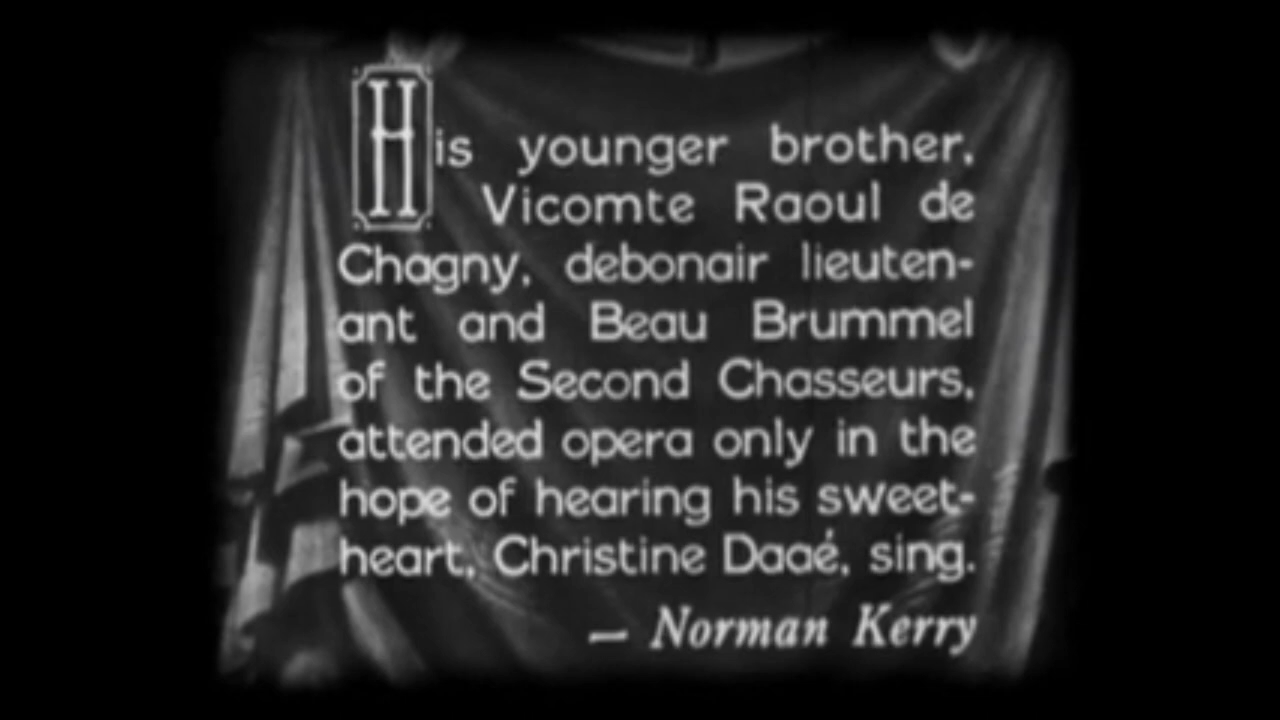 His younger brother,
Vicomte Raoul de
Chagny, debonair lieuten-
ant and Beau Brummel
of the Second Chasseurs,
attended opera only in the
hope of hearing his sweet-
heart, Christine Daaé, sing.
— Norman Kerry